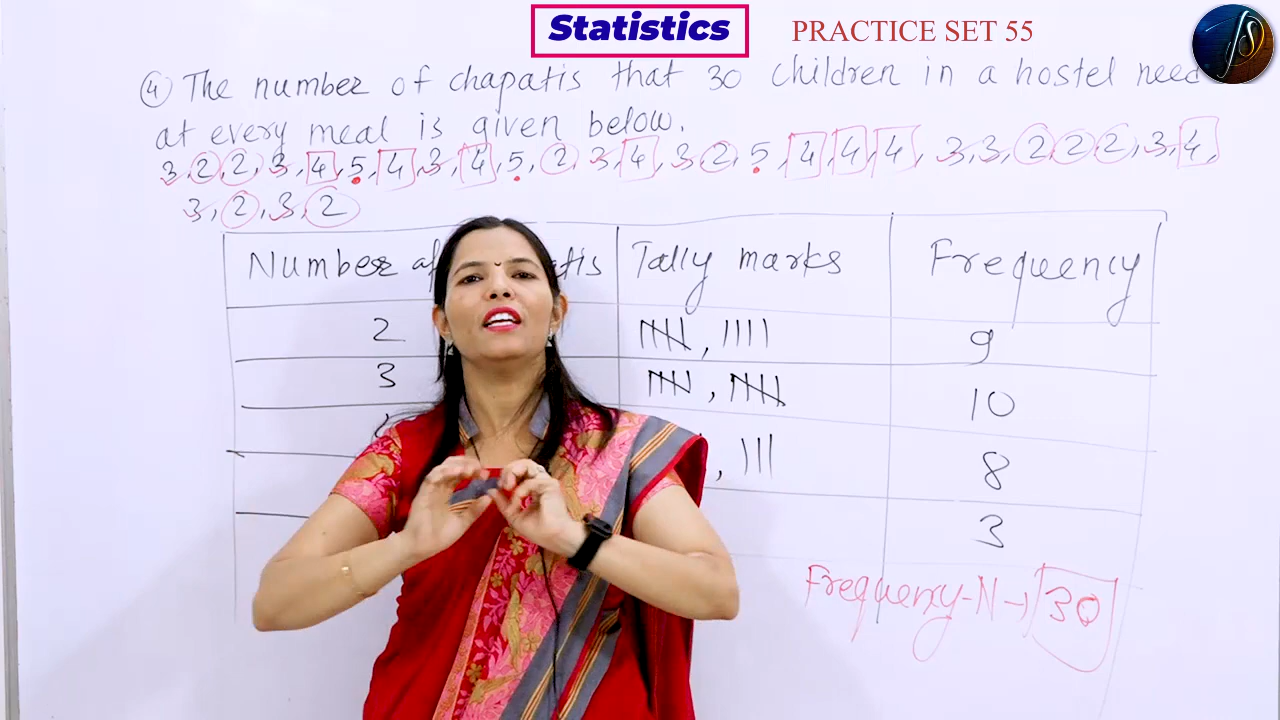 Statistics PRACTICE SET 55
④ The number of chapatis that 30 children in a hostel need
at every meal is given below.
3, 2, 2, 3, 4, 5, 4, 3, 4, 5, 2, 3, 4, 3, 2, 5, 4, 4, 4, 3, 3, 2, 2, 2, 3, 4,
3, 2, 3, 2
Number Tally marks Frequency
2 9
3 10
8
3
Frequency-N→ 30